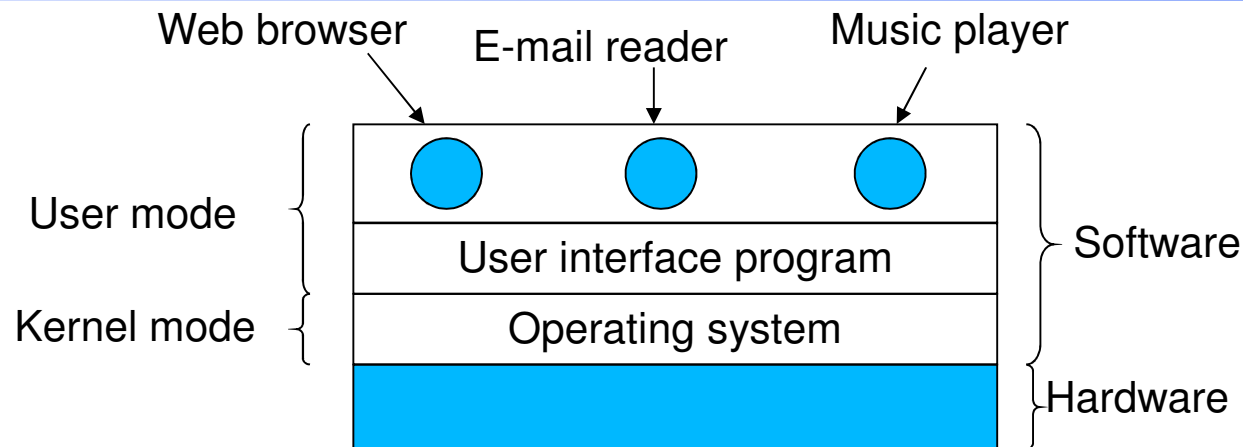 Web browser
E-mail reader
Music player
User mode
User interface program
Software
Kernel mode
Operating system
Hardware